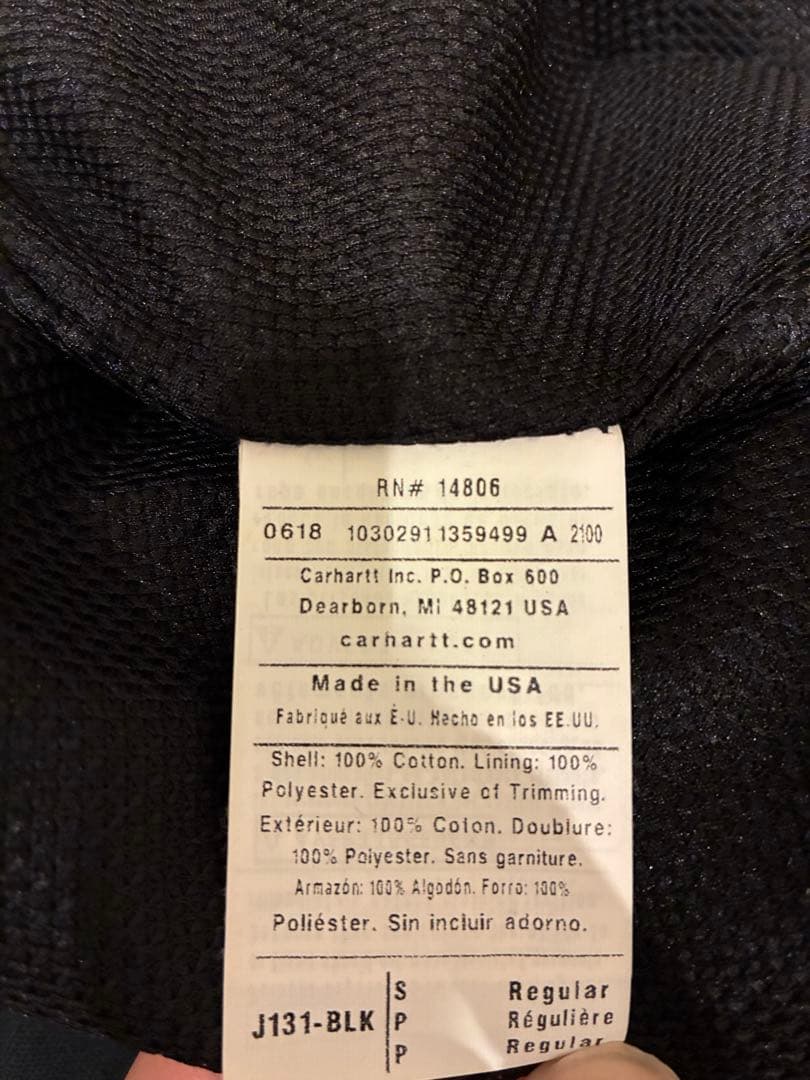 RN# 14806
0618 10302911359499 A 2100
Carhartt Inc. P.O. Box 600
Dearborn, MI 48121 USA
carhartt.com
Made in the USA
Fabriqué aux É-U. Hecho en los EE.UU.
Shell: 100% Cotton. Lining: 100%
Polyester. Exclusive of Trimming.
Extérieur: 100% Coton. Doublure:
100% Polyester. Sans garniture.
Armazón: 100% Algodón. Forro: 100%
Poliéster. Sin incluir adorno.
S Regular
J131-BLK P Régulière
P Regular